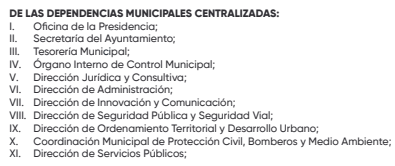 DE LAS DEPENDENCIAS MUNICIPALES CENTRALIZADAS:
I. Oficina de la Presidencia;
II. Secretaría del Ayuntamiento;
III. Tesorería Municipal;
IV. Órgano Interno de Control Municipal;
V. Dirección Jurídica y Consultiva;
VI. Dirección de Administración;
VII. Dirección de Innovación y Comunicación;
VIII. Dirección de Seguridad Pública y Seguridad Vial;
IX. Dirección de Ordenamiento Territorial y Desarrollo Urbano;
X. Coordinación Municipal de Protección Civil, Bomberos y Medio Ambiente;
XI. Dirección de Servicios Públicos;